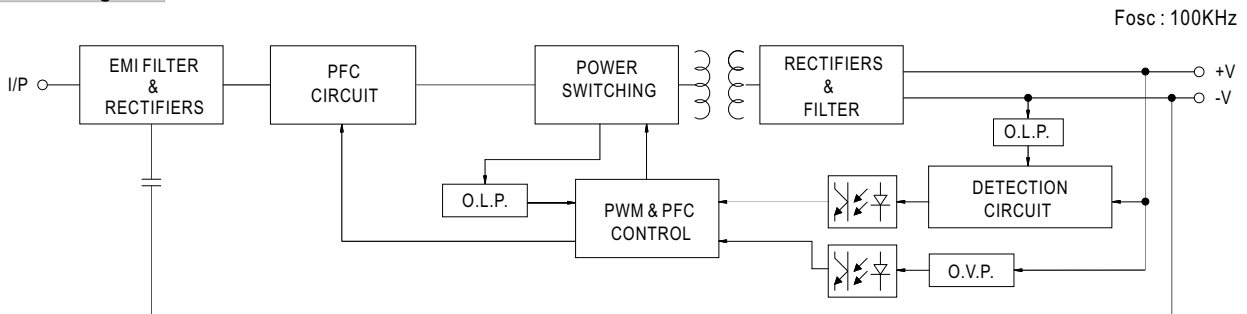 Fosc : 100KHz
I/P
EMI FILTER
&
RECTIFIERS
PFC
CIRCUIT
POWER
SWITCHING
RECTIFIERS
&
FILTER
+V
-V
O.L.P.
O.L.P.
PWM & PFC
CONTROL
DETECTION
CIRCUIT
O.V.P.